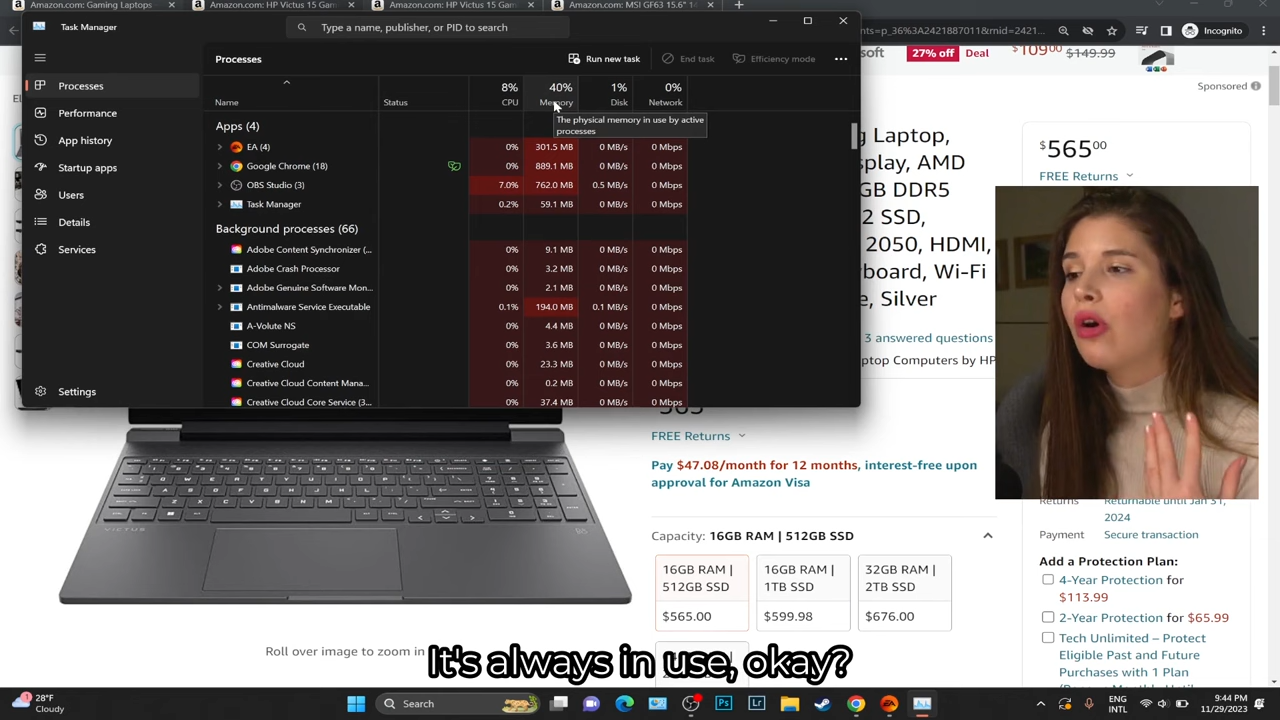 Amazon.com: HP Victus 15 Gaming
Amazon.com: HP Victus 15 Ga
Amazon.com: HP Victus 15 Ga
Amazon.com: MSI GF63 15.6" 14
Task Manager
Type a name, publisher, or PID to search
Incognito
Processes
Run new task
End task
Efficiency mode
27% off
Deal
$109⁰⁰
$149.99
Sponsored
Processes
Performance
App history
Startup apps
Users
Details
Services
Settings
8%
40%
1%
0%
Name
Status
CPU
Memory
Disk
Network
The physical memory in use by active
processes
Apps (4)
EA (4) 0% 301.5 MB 0 MB/s 0 Mbps
Google Chrome (18) 0% 889.1 MB 0 MB/s 0 Mbps
OBS Studio (3) 7.0% 762.0 MB 0.5 MB/s 0 Mbps
Task Manager 0.2% 59.1 MB 0 MB/s 0 Mbps
Background processes (66)
Adobe Content Synchronizer (... 0% 9.1 MB 0 MB/s 0 Mbps
Adobe Crash Processor 0% 3.2 MB 0 MB/s 0 Mbps
Adobe Genuine Software Mon... 0% 2.1 MB 0 MB/s 0 Mbps
Antimalware Service Executable 0.1% 194.0 MB 0.1 MB/s 0 Mbps
A-Volute NS 0% 4.4 MB 0 MB/s 0 Mbps
COM Surrogate 0% 3.6 MB 0 MB/s 0 Mbps
Creative Cloud 0% 23.3 MB 0 MB/s 0 Mbps
Creative Cloud Content Mana... 0% 0.2 MB 0 MB/s 0 Mbps
Creative Cloud Core Service (3... 0% 37.4 MB 0 MB/s 0 Mbps
g Laptop,
splay, AMD
GB DDR5
2 SSD,
2050, HDMI,
board, Wi-Fi
e, Silver
3 answered questions
ptop Computers by HP
$565⁰⁰
FREE Returns
FREE Returns
Pay $47.08/month for 12 months, interest-free upon
approval for Amazon Visa
Capacity: 16GB RAM | 512GB SSD
16GB RAM |
512GB SSD
$565.00
16GB RAM |
1TB SSD
$599.98
32GB RAM |
2TB SSD
$676.00
Returns
Returnable until Jan 31,
2024
Payment
Secure transaction
Add a Protection Plan:
4-Year Protection for
$113.99
2-Year Protection for $65.99
Tech Unlimited – Protect
Eligible Past and Future
Purchases with 1 Plan
VICTUS
Roll over image to zoom in
It's always in use, okay?
28°F
Cloudy
Search
Ps
Lr
ENG
INTL
9:44 PM
11/29/2023